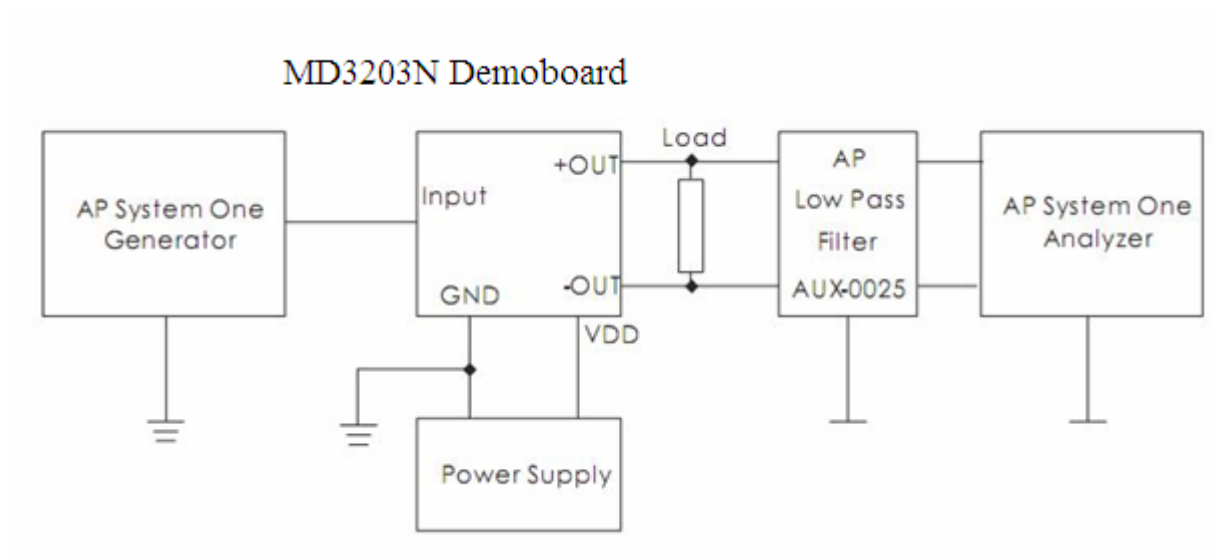 MD3203N Demoboard
AP System One
Generator
Input
+OUT
-OUT
GND
VDD
Load
AP
Low Pass
Filter
AUX-0025
AP System One
Analyzer
Power Supply